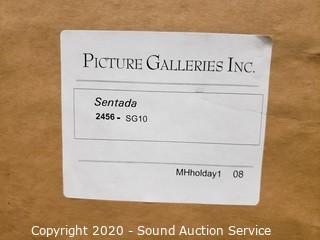 PICTURE GALLERIES INC.
Sentada
2456 - SG10
MHholday1 08
Copyright 2020 - Sound Auction Service